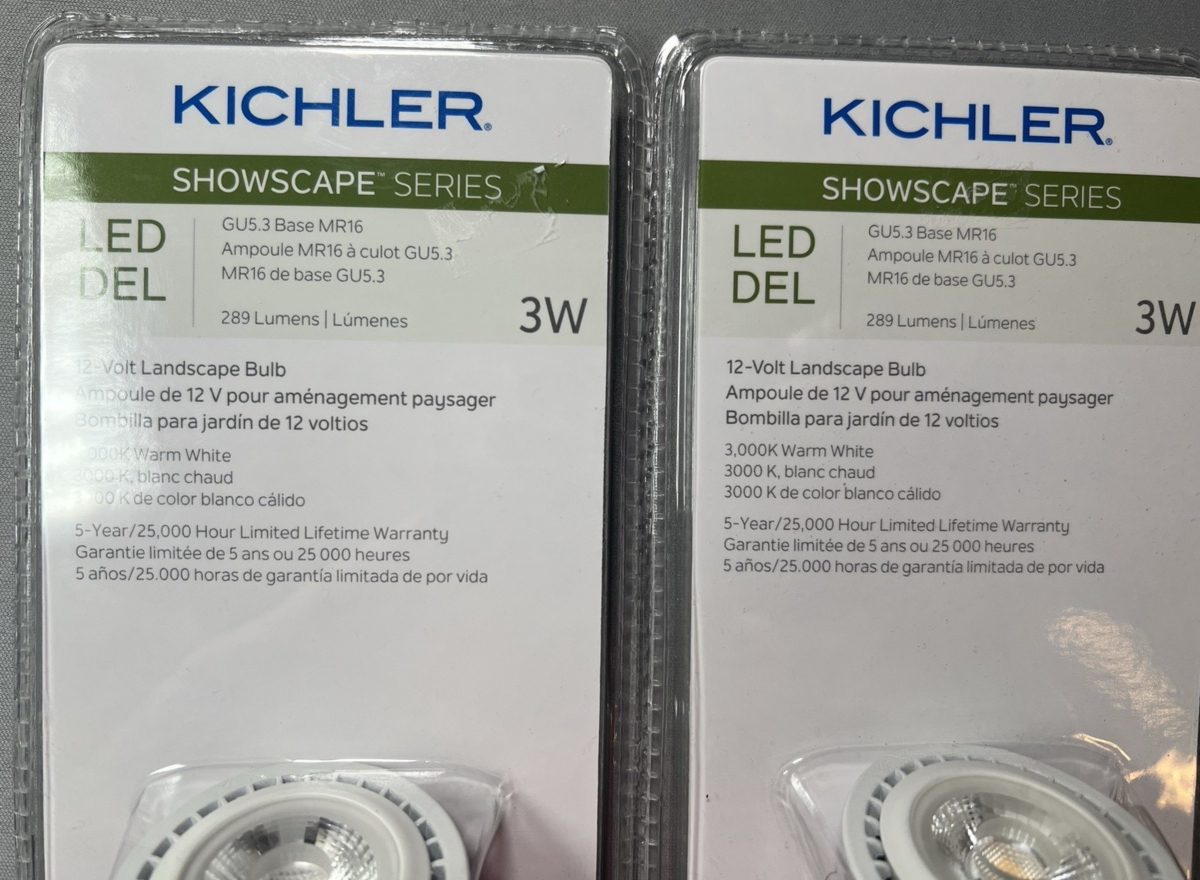 KICHLER®
SHOWSCAPE™ SERIES
LED
DEL
GU5.3 Base MR16
Ampoule MR16 à culot GU5.3
MR16 de base GU5.3
289 Lumens | Lúmenes
3W
12-Volt Landscape Bulb
Ampoule de 12 V pour aménagement paysager
Bombilla para jardín de 12 voltios
3,000K Warm White
3000 K, blanc chaud
3000 K de color blanco cálido
5-Year/25,000 Hour Limited Lifetime Warranty
Garantie limitée de 5 ans ou 25 000 heures
5 años/25.000 horas de garantía limitada de por vida
KICHLER®
SHOWSCAPE™ SERIES
LED
DEL
GU5.3 Base MR16
Ampoule MR16 à culot GU5.3
MR16 de base GU5.3
289 Lumens | Lúmenes
3W
12-Volt Landscape Bulb
Ampoule de 12 V pour aménagement paysager
Bombilla para jardín de 12 voltios
3,000K Warm White
3000 K, blanc chaud
3000 K de color blanco cálido
5-Year/25,000 Hour Limited Lifetime Warranty
Garantie limitée de 5 ans ou 25 000 heures
5 años/25.000 horas de garantía limitada de por vida